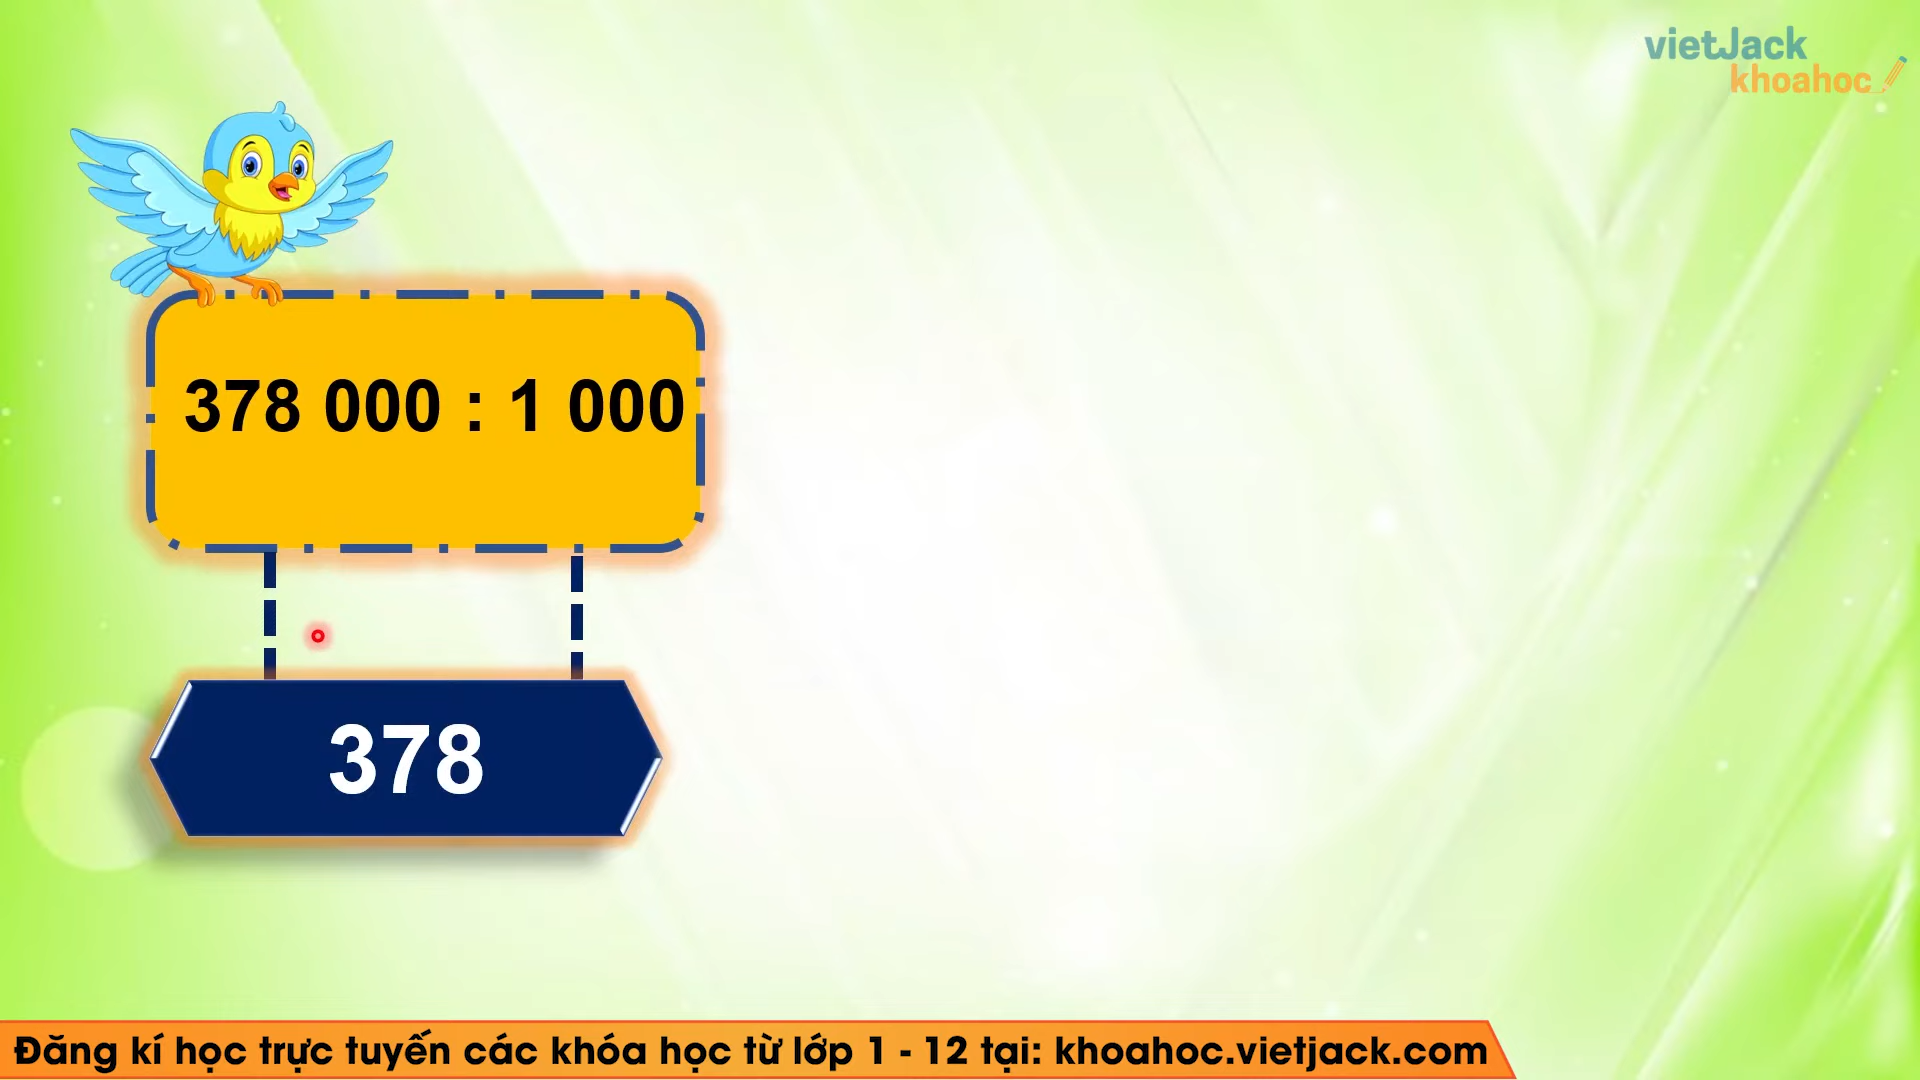 vietJack
khoahoc
378 000 : 1 000
378
Đăng kí học trực tuyến các khóa học từ lớp 1 - 12 tại: khoahoc.vietjack.com